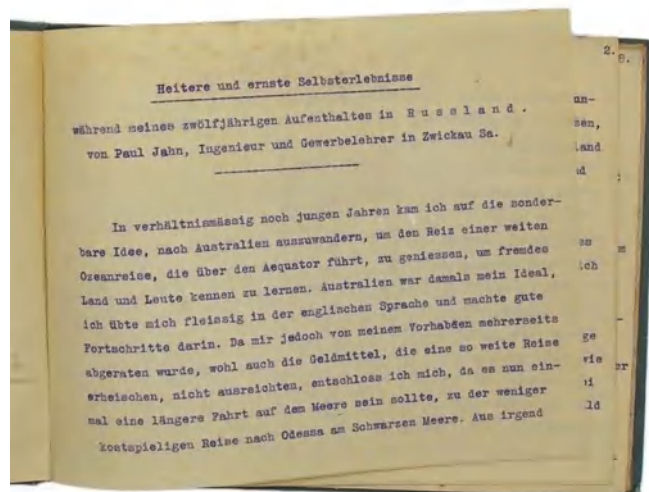 Heitere und ernste Selbsterlebnisse
während meines zwölfjährigen Aufenthaltes in R u s s l a n d .
von Paul Jahn, Ingenieur und Gewerbelehrer in Zwickau Sa.
In verhältnismässig noch jungen Jahren kam ich auf die sonder-
bare Idee, nach Australien auszuwandern, um den Reiz einer weiten
Ozeanreise, die über den Aequator führt, zu geniessen, um fremdes
Land und Leute kennen zu lernen. Australien war damals mein Ideal,
ich übte mich fleissig in der englischen Sprache und machte gute
Fortschritte darin. Da mir jedoch von meinem Vorhaben mehrerseits
abgeraten wurde, wohl auch die Geldmittel, die eine so weite Reise
erheischen, nicht ausreichten, entschloss ich mich, da es nun ein-
mal eine längere Fahrt auf dem Meere sein sollte, zu der weniger
kostspieligen Reise nach Odessa am Schwarzen Meere. Aus irgend
2.
8.